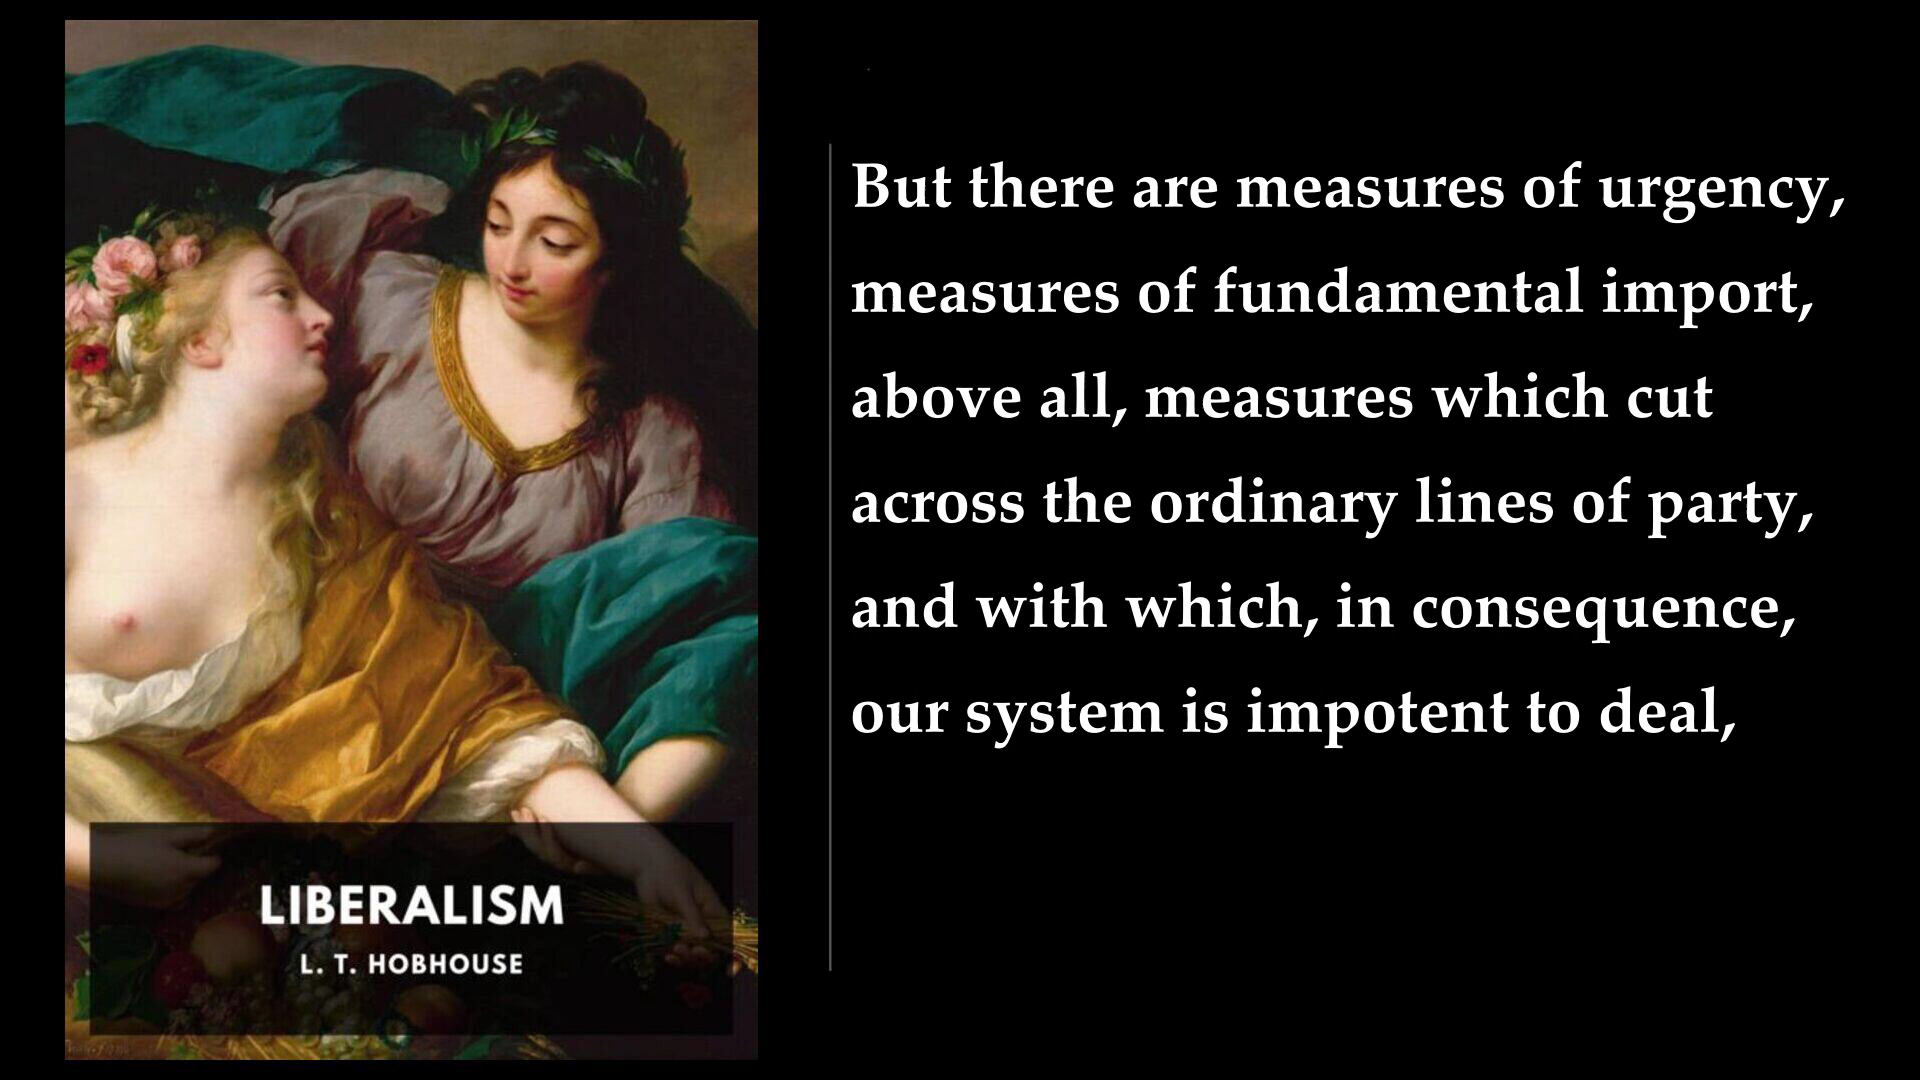 But there are measures of urgency,
measures of fundamental import,
above all, measures which cut
across the ordinary lines of party,
and with which, in consequence,
our system is impotent to deal,
LIBERALISM
L. T. HOBHOUSE